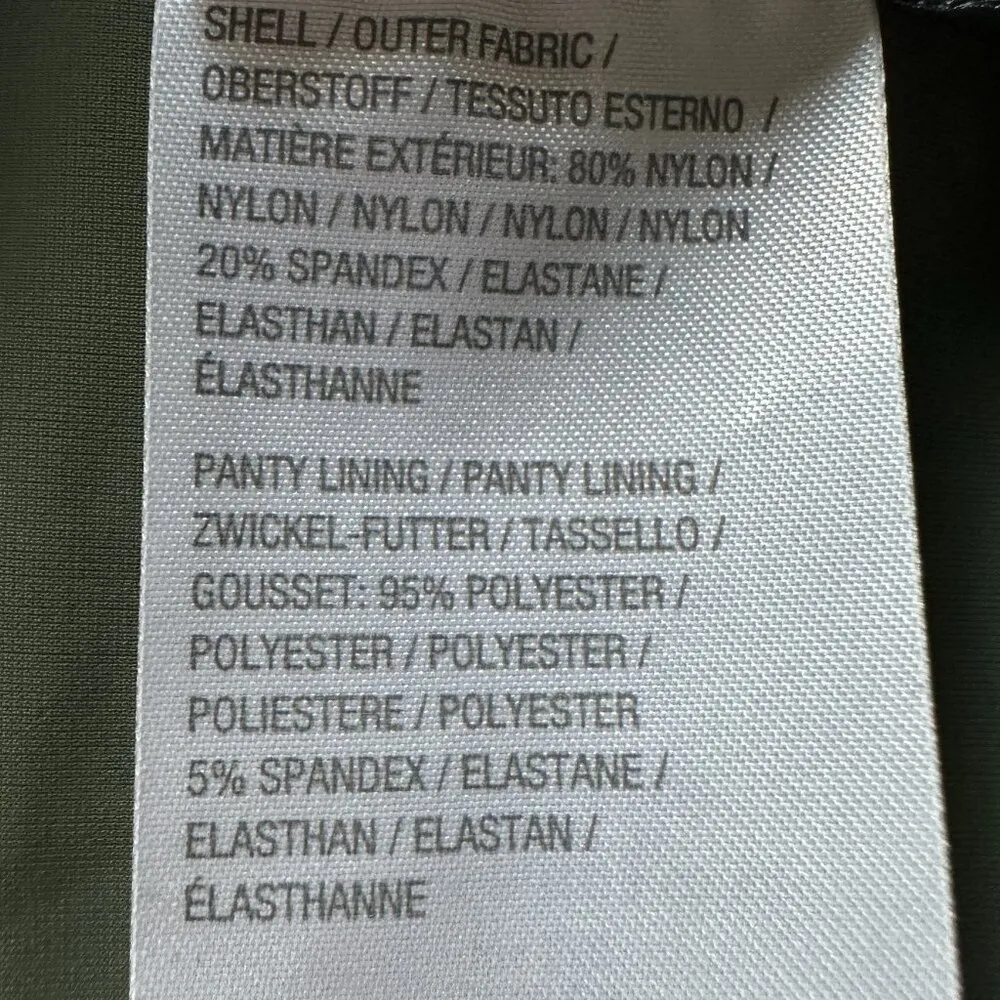 SHELL / OUTER FABRIC /
OBERSTOFF / TESSUTO ESTERNO /
MATIÈRE EXTÉRIEUR: 80% NYLON /
NYLON / NYLON / NYLON / NYLON
20% SPANDEX / ELASTANE /
ELASTHAN / ELASTAN /
ÉLASTHANNE
PANTY LINING / PANTY LINING /
ZWICKEL-FUTTER / TASSELLO /
GOUSSET: 95% POLYESTER /
POLYESTER / POLYESTER /
POLIESTERE / POLYESTER
5% SPANDEX / ELASTANE /
ELASTHAN / ELASTAN /
ÉLASTHANNE